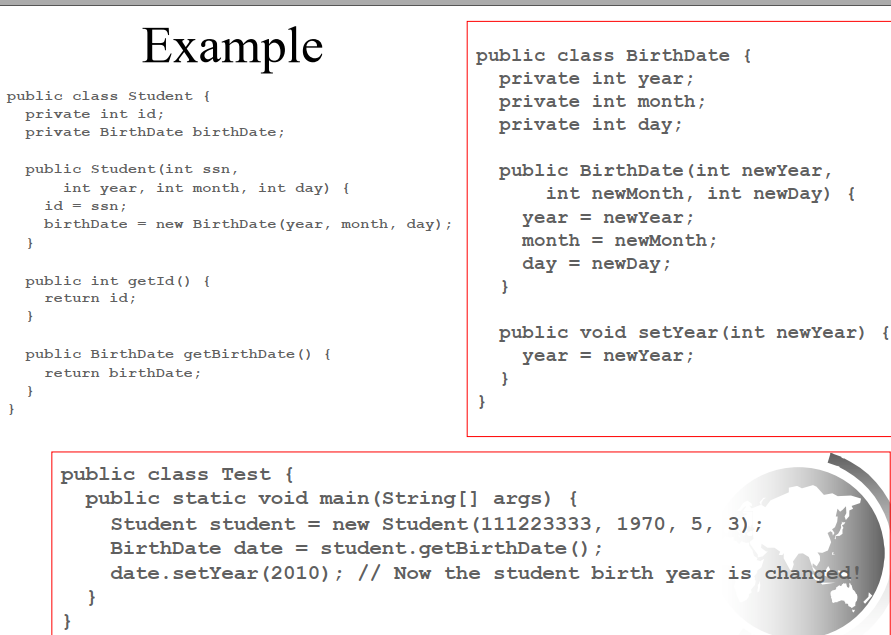 Example
public class Student {
  private int id;
  private BirthDate birthDate;

  public Student(int ssn,
      int year, int month, int day) {
    id = ssn;
    birthDate = new BirthDate(year, month, day);
  }

  public int getId() {
    return id;
  }

  public BirthDate getBirthDate() {
    return birthDate;
  }
}
public class BirthDate {
  private int year;
  private int month;
  private int day;

  public BirthDate(int newYear,
      int newMonth, int newDay) {
    year = newYear;
    month = newMonth;
    day = newDay;
  }

  public void setYear(int newYear) {
    year = newYear;
  }
}
public class Test {
  public static void main(String[] args) {
    Student student = new Student(111223333, 1970, 5, 3);
    BirthDate date = student.getBirthDate();
    date.setYear(2010); // Now the student birth year is changed!
  }
}